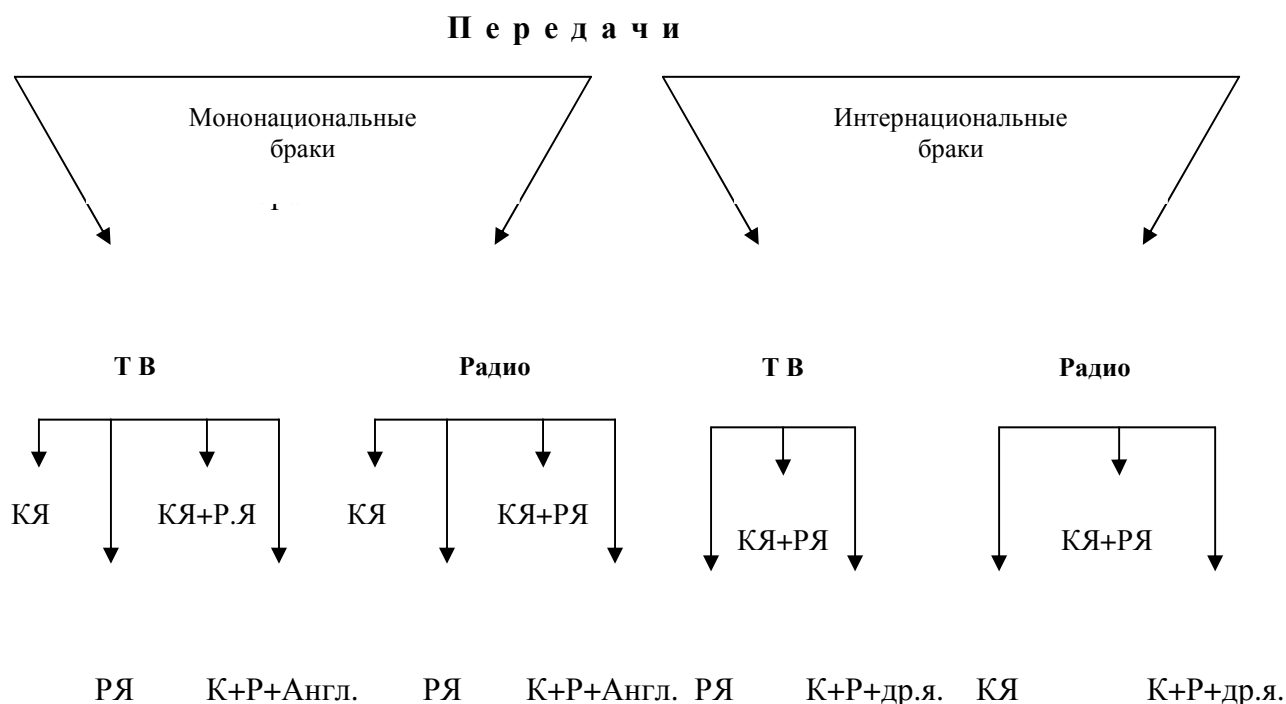 П е р е д а ч и
Мононациональные
браки
Интернациональные
браки
Т В
Радио
Т В
Радио
КЯ
КЯ+Р.Я
КЯ
КЯ+РЯ
КЯ+РЯ
КЯ+РЯ
РЯ
К+Р+Англ.
РЯ
К+Р+Англ.
РЯ
К+Р+др.я.
КЯ
К+Р+др.я.